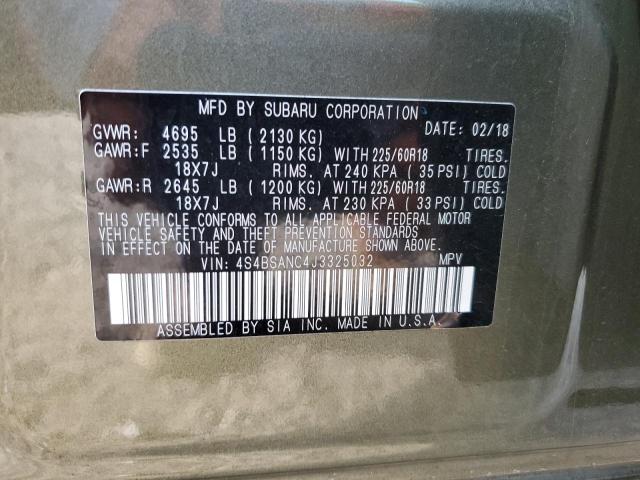 MFD BY SUBARU CORPORATION
GVWR: 4695 LB (2130 KG) DATE: 02/18
GAWR:F 2535 LB (1150 KG) WITH 225/60R18 TIRES.
18X7J RIMS. AT 240 KPA (35 PSI) COLD
GAWR:R 2645 LB (1200 KG) WITH 225/60R18 TIRES.
18X7J RIMS. AT 230 KPA (33 PSI) COLD
THIS VEHICLE CONFORMS TO ALL APPLICABLE FEDERAL MOTOR
VEHICLE SAFETY AND THEFT PREVENTION STANDARDS
IN EFFECT ON THE DATE OF MANUFACTURE SHOWN ABOVE.
VIN: 4S4BSANC4J3325032 MPV
ASSEMBLED BY SIA INC. MADE IN U.S.A.